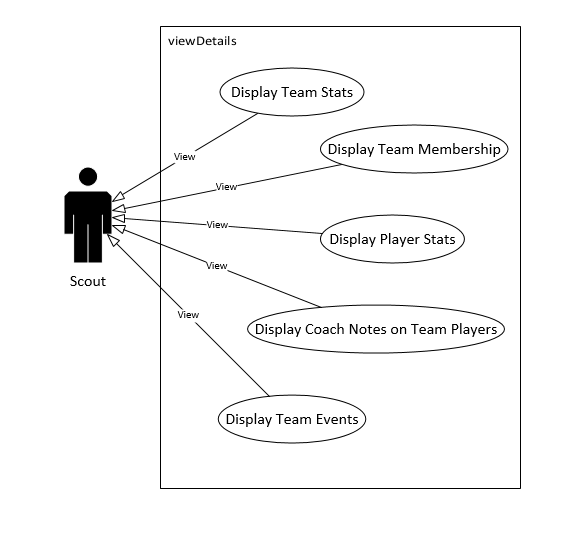 viewDetails
Display Team Stats
View
Display Team Membership
View
Display Player Stats
View
Scout
View
Display Coach Notes on Team Players
View
Display Team Events